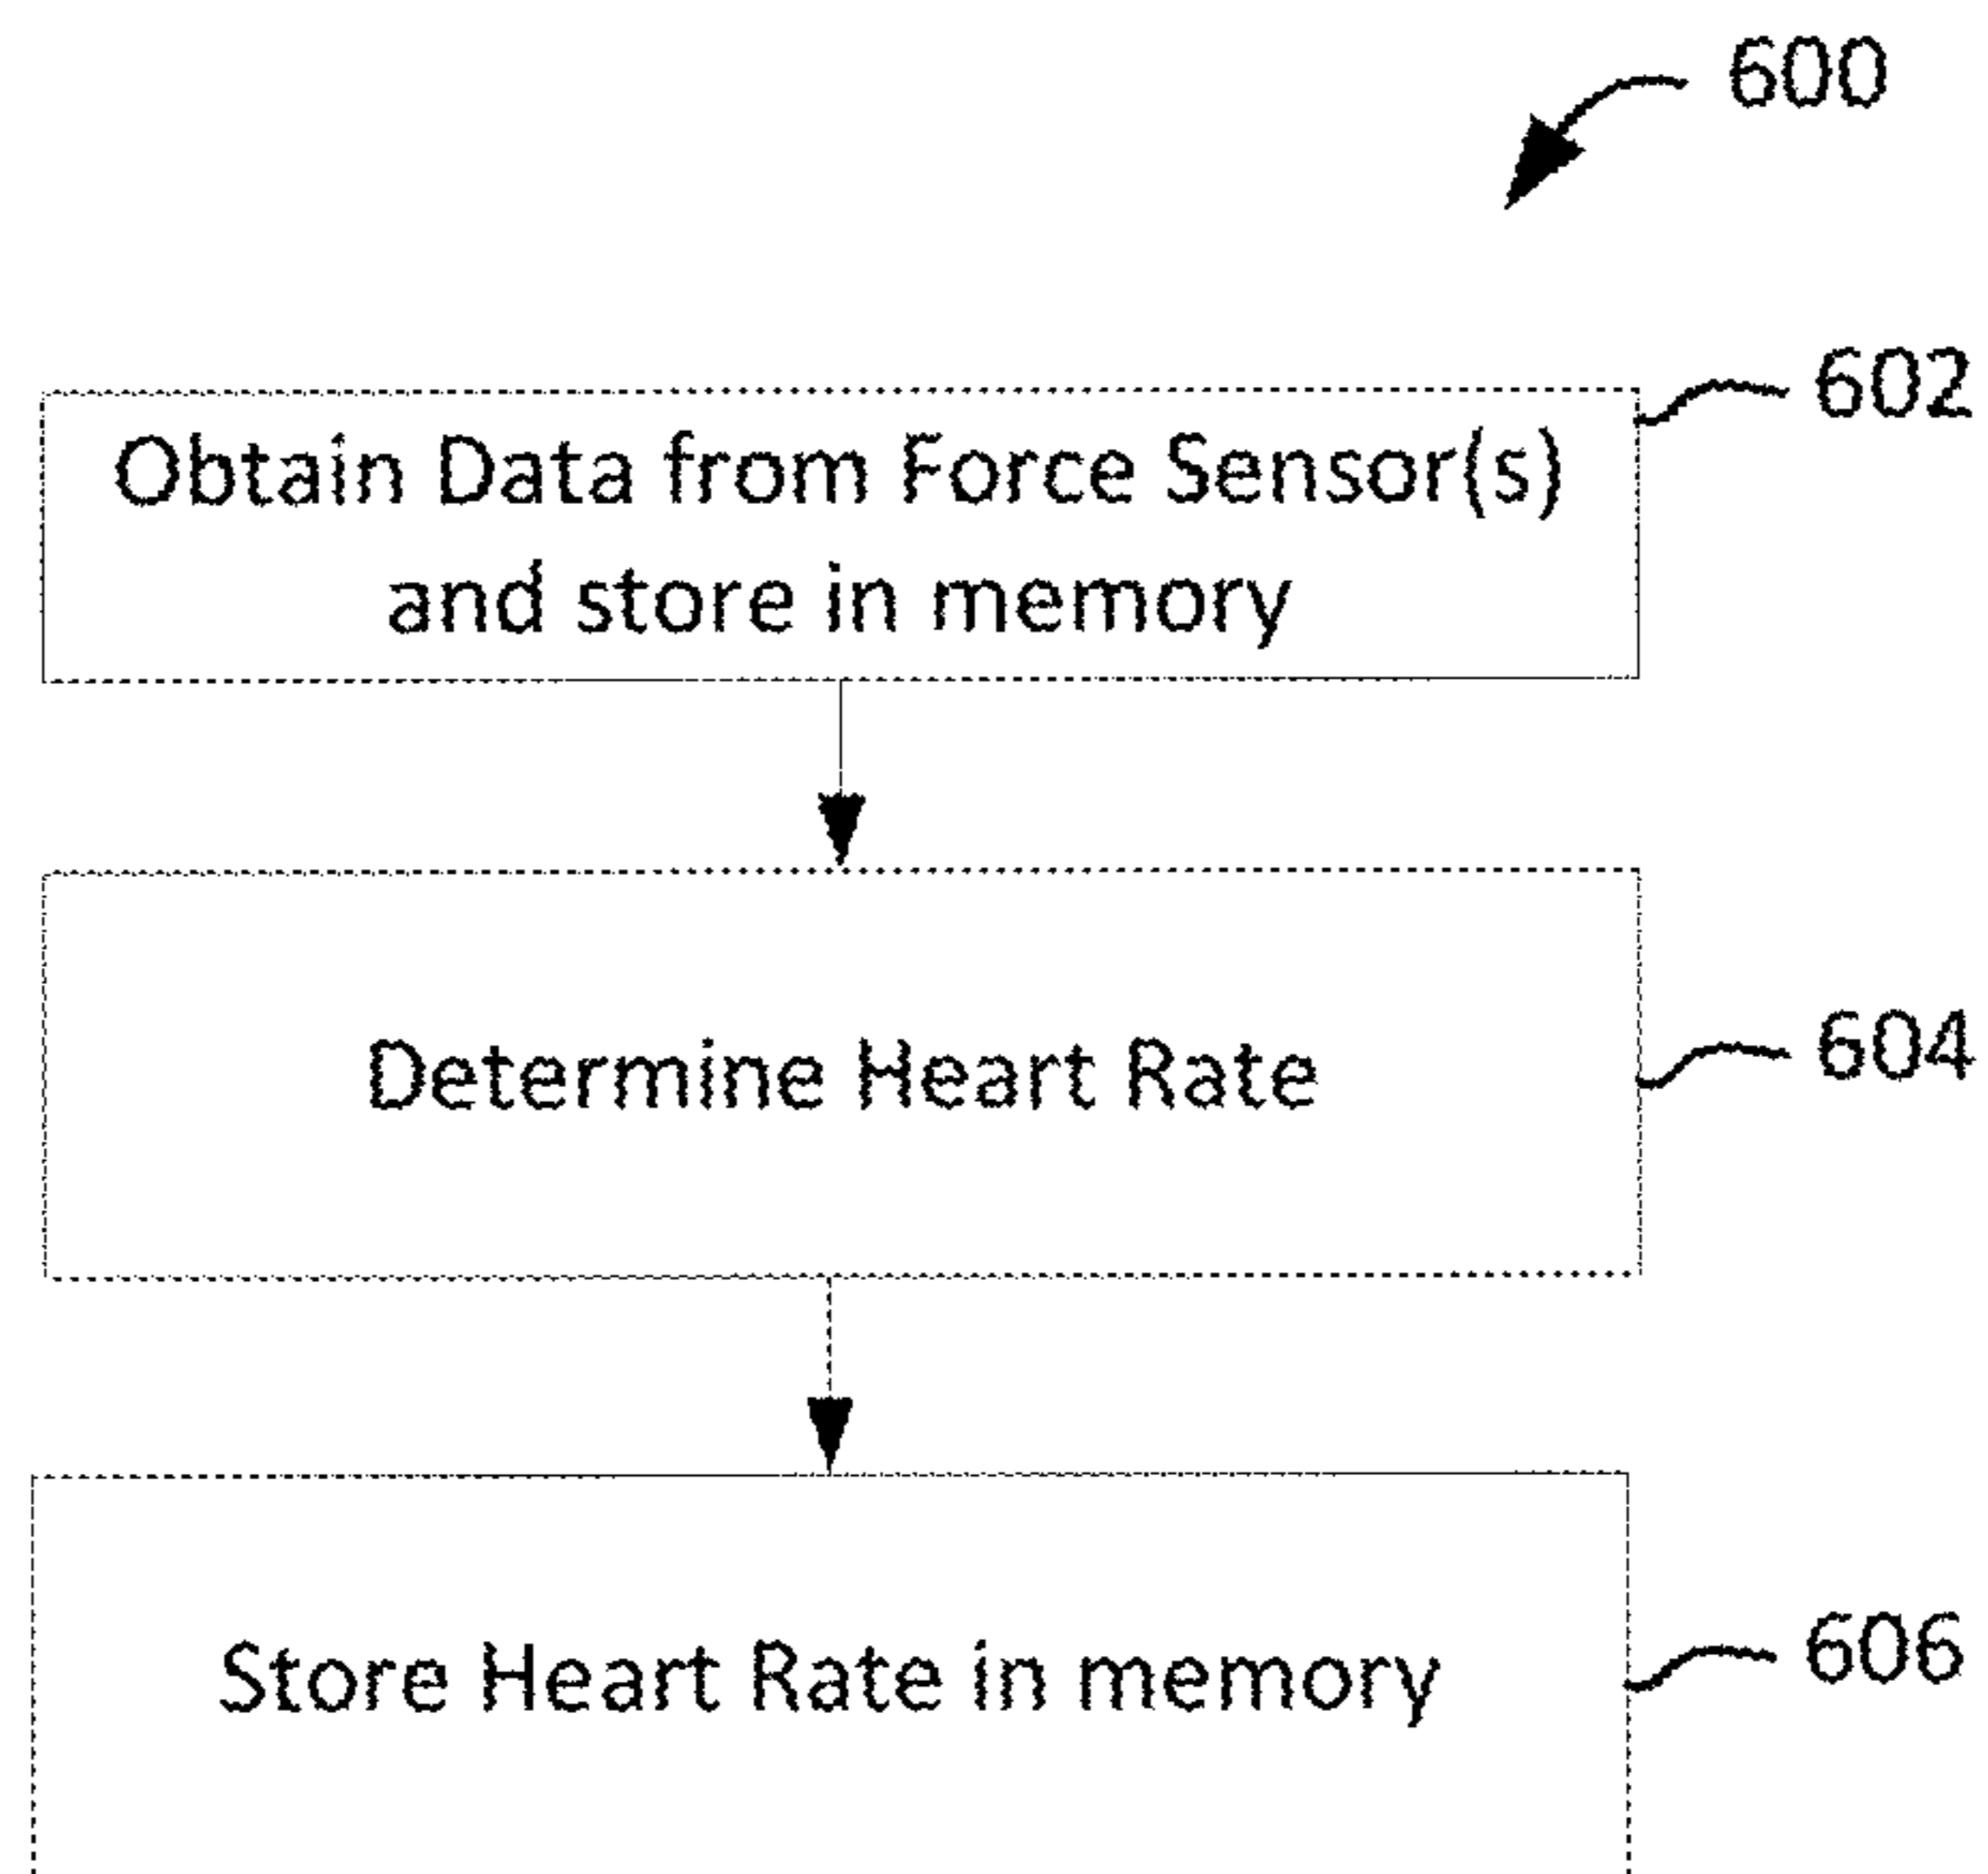 600
602
Obtain Data from Force Sensor(s)
and store in memory
Determine Heart Rate
604
Store Heart Rate in memory
606